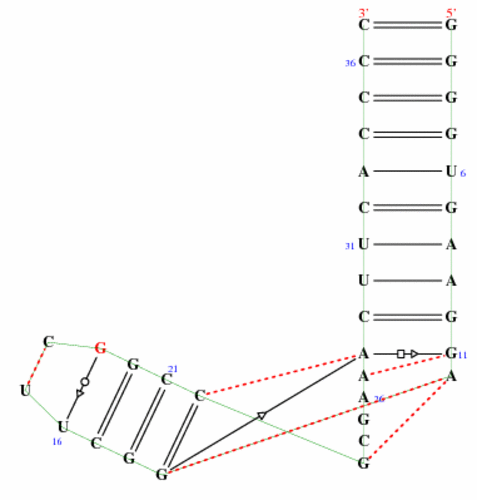 3' 5'
C G
36 C G
C G
C G
A U 6
C G
31 U A
U A
C G
A G 11
C G G A A
21
C C A 26
U G
U C G G C
16
G